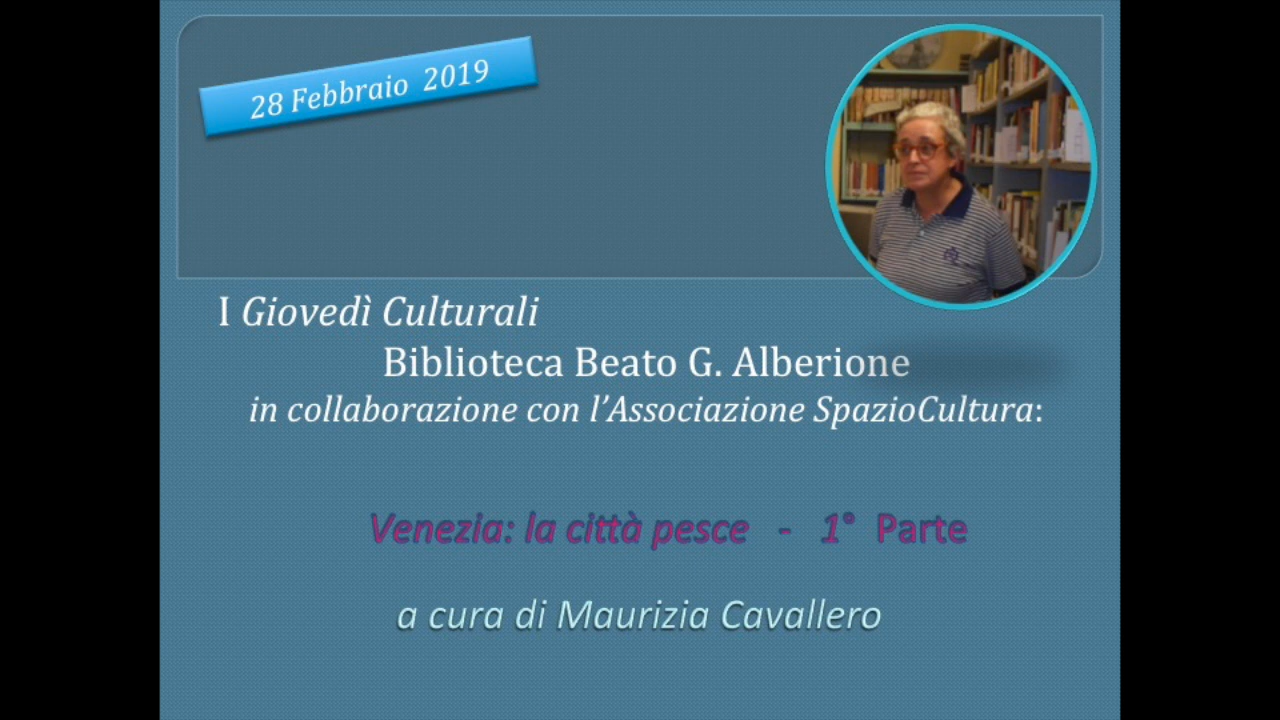 28 Febbraio 2019
I Giovedì Culturali
Biblioteca Beato G. Alberione
in collaborazione con l’Associazione SpazioCultura:
Venezia: la città pesce - 1° Parte
a cura di Maurizia Cavallero